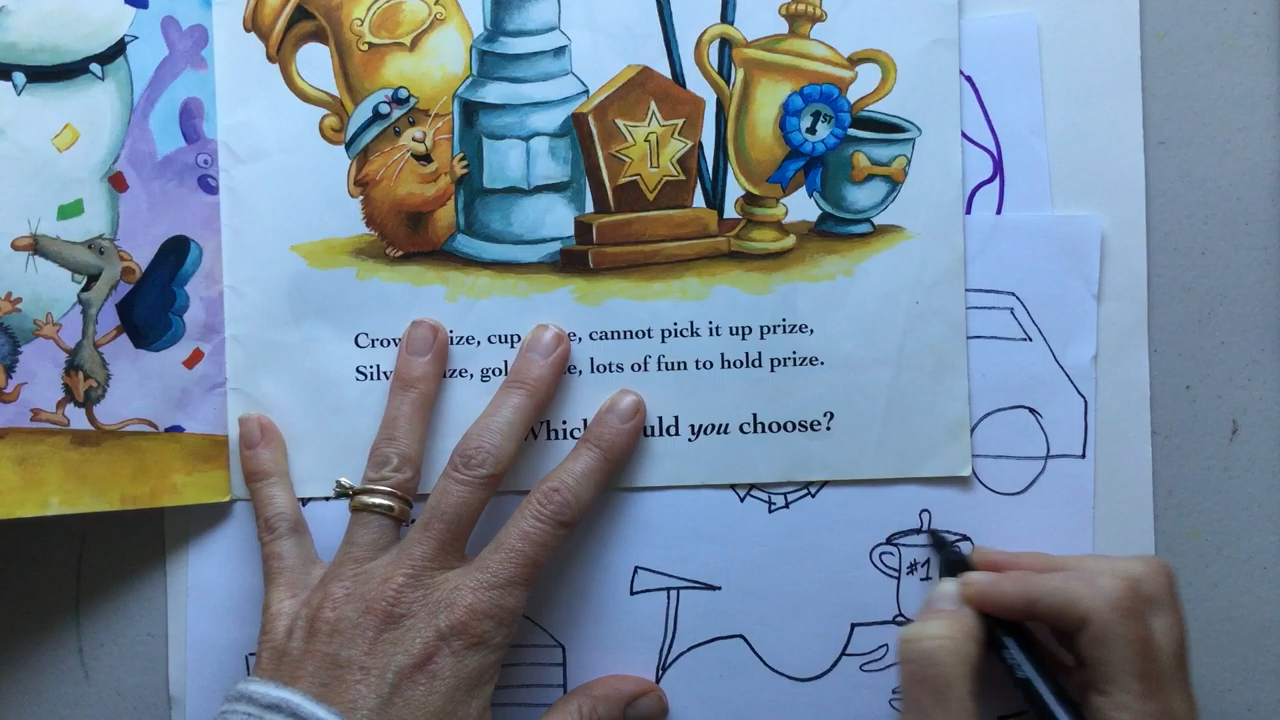 1
1ST
Crow ize, cup e, cannot pick it up prize,
Silv ze, gol e, lots of fun to hold prize.
Which uld you choose?
#1